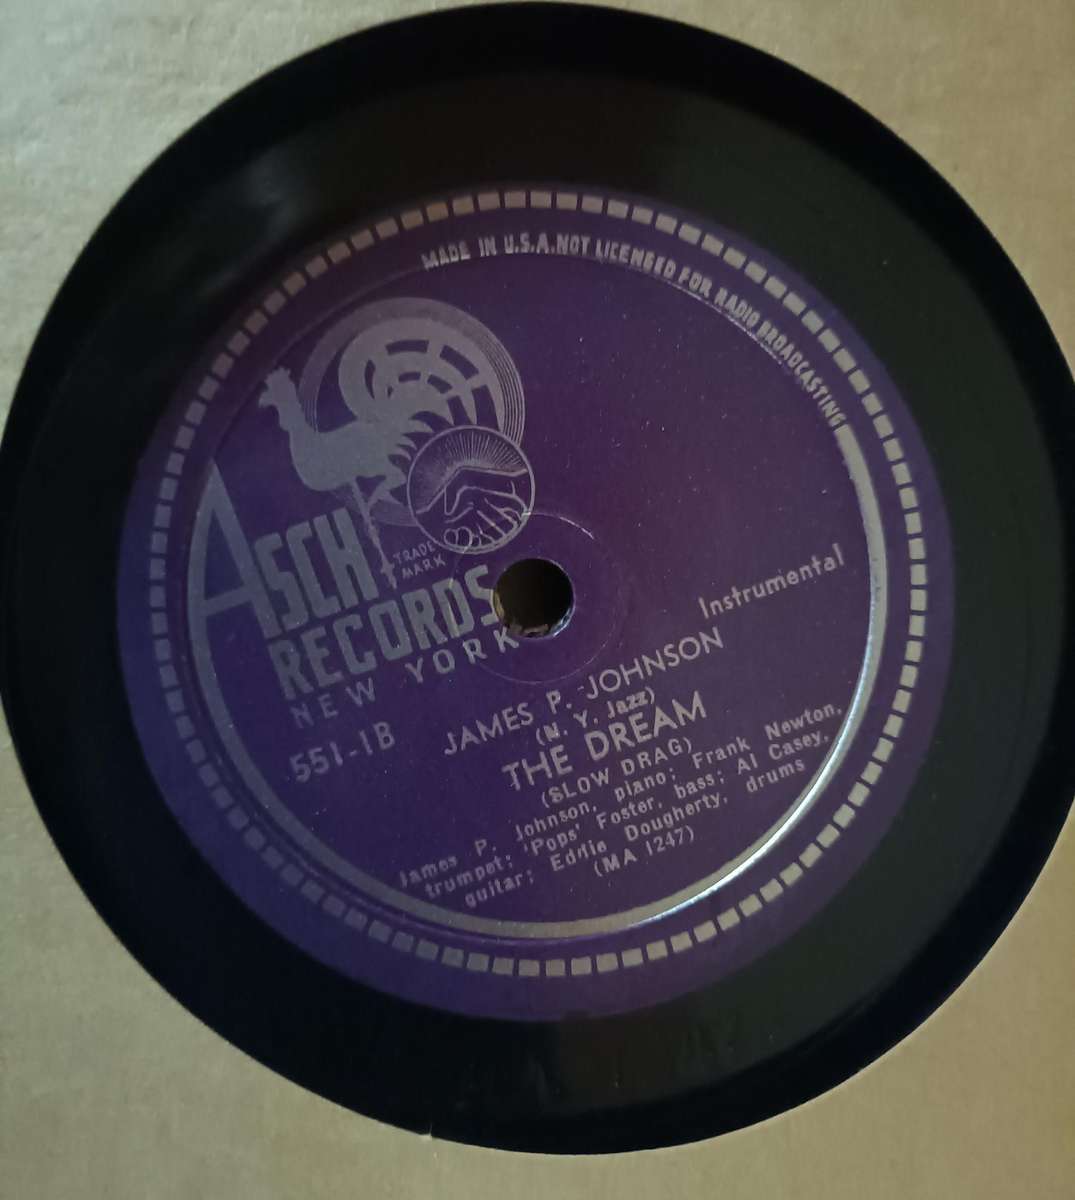 MADE IN U.S.A. NOT LICENSED FOR RADIO BROADCASTING
ASCH
TRADE
MARK
RECORDS
NEW YORK
551-1B
Instrumental
JAMES P. JOHNSON
(N. Y. Jazz)
THE DREAM
(SLOW DRAG)
James P. Johnson, piano; Frank Newton,
trumpet; 'Pops' Foster, bass; Al Casey,
guitar; Eddie Dougherty, drums
(MA 1247)